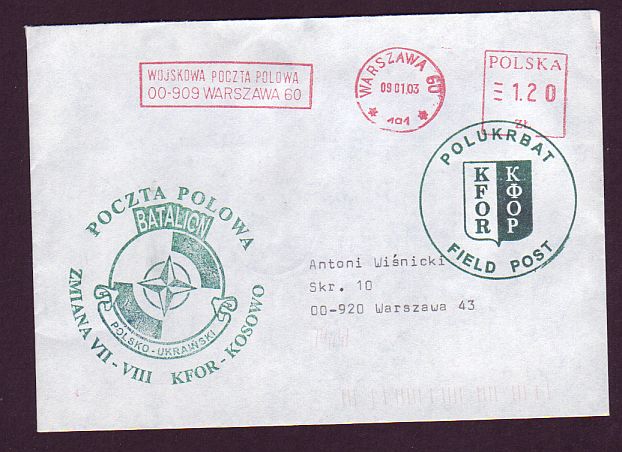 WOJSKOWA POCZTA POLOWA
00-909 WARSZAWA 60
WARSZAWA 60
09 01.03
* 101 *
POLSKA
1.20
ZŁ
POLUKRBAT
KFOR
КФОР
FIELD POST
POCZTA POLOWA
BATALION
POLSKO-UKRAIŃSKI
ZMIANA VII - VIII KFOR - KOSOWO
Antoni Wiśnicki
Skr. 10
00-920 Warszawa 43